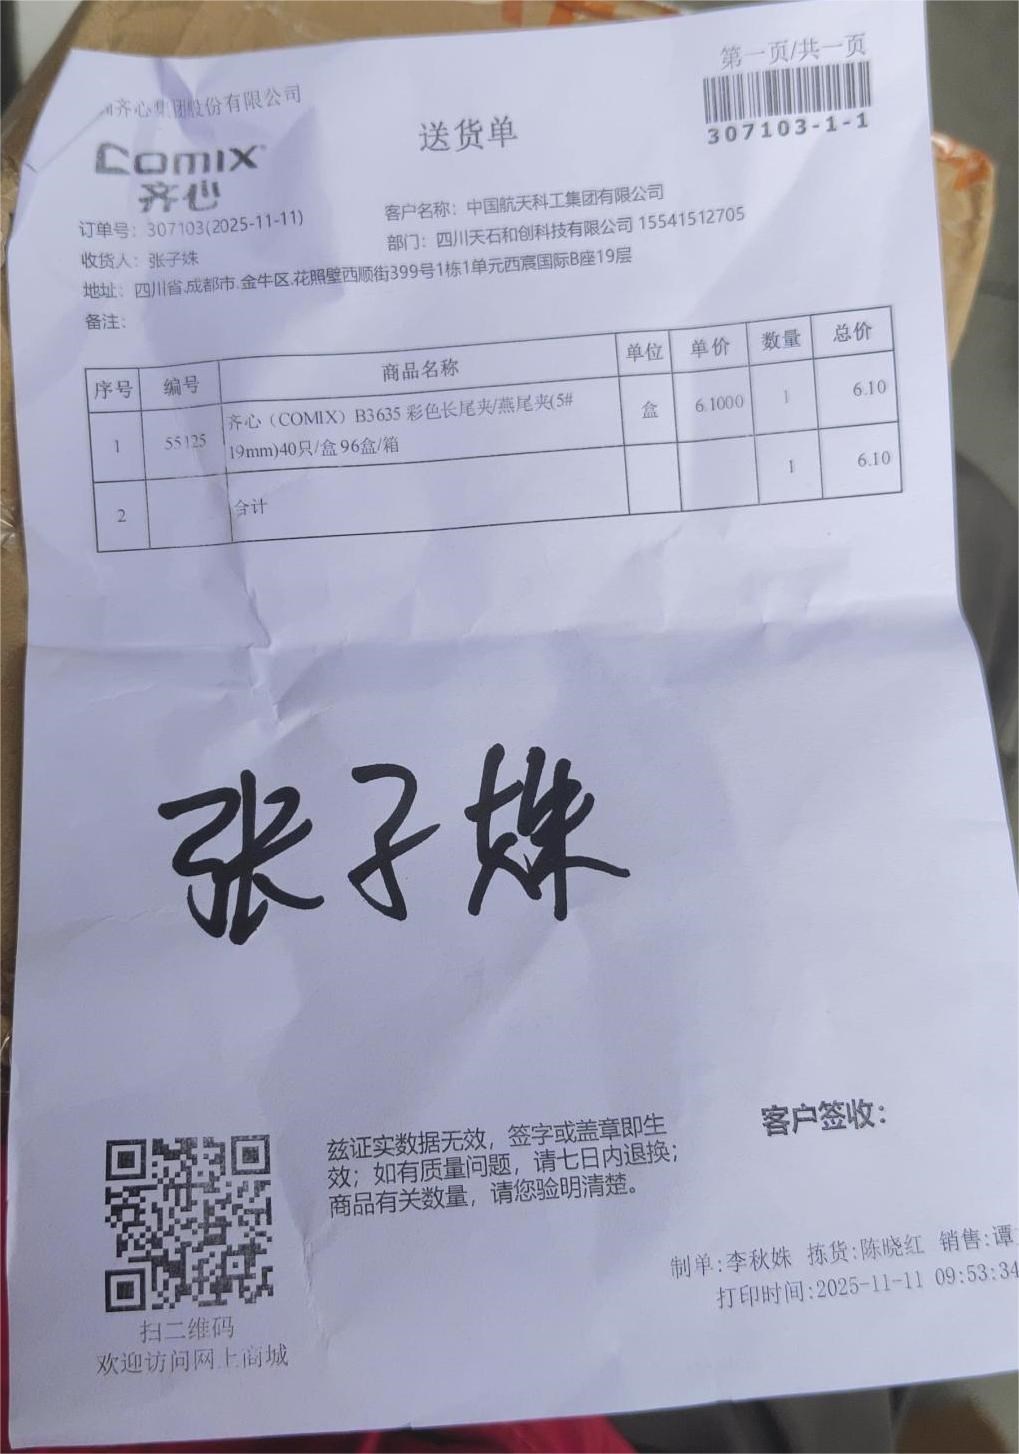 第一页/共一页
齐心集团股份有限公司
307103-1-1
送货单
COMIX
齐心
订单号：307103(2025-11-11)
客户名称：中国航天科工集团有限公司
收货人：张子姝
部门：四川天石和创科技有限公司 15541512705
地址：四川省.成都市.金牛区.花照壁西顺街399号1栋1单元西宸国际B座19层
备注：
序号 编号 商品名称 单位 单价 数量 总价
1 55125 齐心（COMIX）B3635 彩色长尾夹/燕尾夹(5# 盒 6.1000 1 6.10
19mm)40只/盒 96盒/箱
2 合计 1 6.10
张子姝
客户签收：
兹证实数据无效，签字或盖章即生
效；如有质量问题，请七日内退换；
商品有关数量，请您验明清楚。
制单:李秋姝 拣货:陈晓红 销售:谭
打印时间:2025-11-11 09:53:34
扫二维码
欢迎访问网上商城